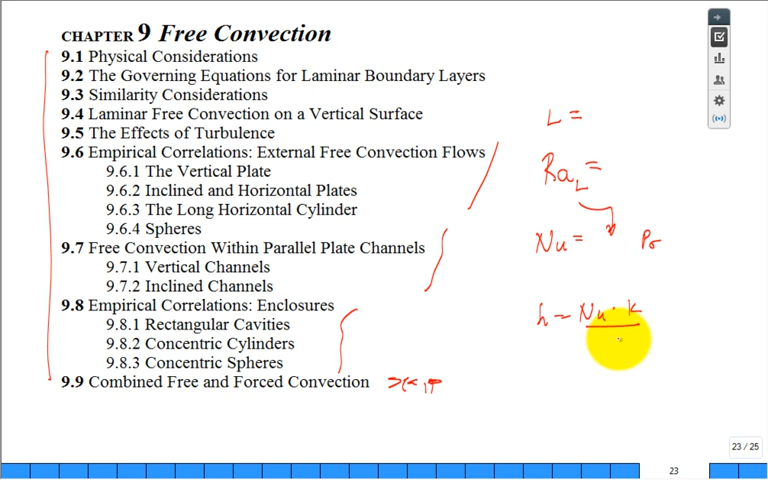 CHAPTER 9 Free Convection
9.1 Physical Considerations
9.2 The Governing Equations for Laminar Boundary Layers
9.3 Similarity Considerations
9.4 Laminar Free Convection on a Vertical Surface
9.5 The Effects of Turbulence
9.6 Empirical Correlations: External Free Convection Flows
9.6.1 The Vertical Plate
9.6.2 Inclined and Horizontal Plates
9.6.3 The Long Horizontal Cylinder
9.6.4 Spheres
9.7 Free Convection Within Parallel Plate Channels
9.7.1 Vertical Channels
9.7.2 Inclined Channels
9.8 Empirical Correlations: Enclosures
9.8.1 Rectangular Cavities
9.8.2 Concentric Cylinders
9.8.3 Concentric Spheres
9.9 Combined Free and Forced Convection
L =
Ra_L =
Nu = Pr
h = Nu · k
23 / 25
23